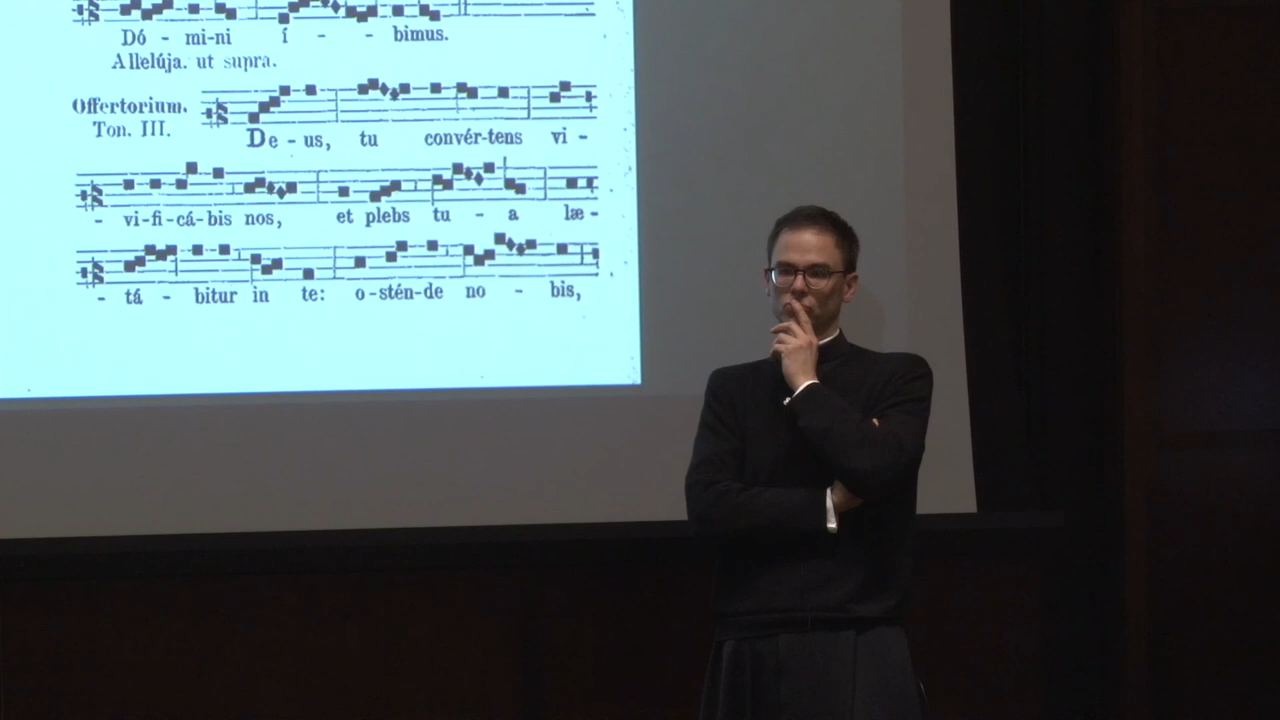 Dó - mi-ni í - - bimus.
Allelúja. ut supra.
Offertorium.
Ton. III.
De - us, tu convér-tens vi -
- vi-fi-cá-bis nos, et plebs tu - a læ -
- tá - bitur in te: o-stén-de no - bis,